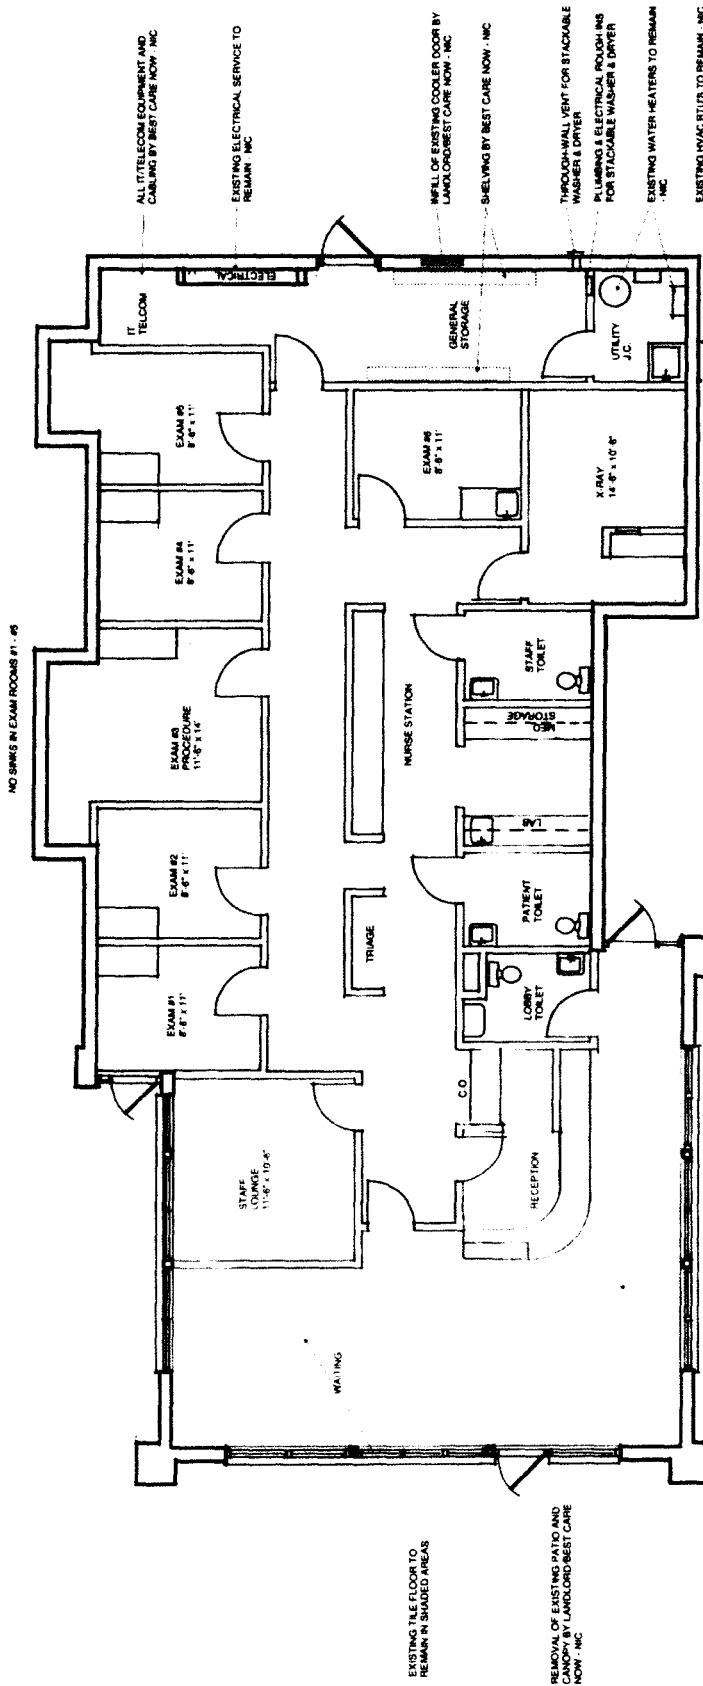 NO SINKS IN EXAM ROOMS #1 - #5
EXISTING TILE FLOOR TO
REMAIN IN SHADED AREAS
REMOVAL OF EXISTING PATIO AND
CANOPY BY LANDLORD/BEST CARE
NOW - NIC
WAITING
STAFF
LOUNGE
11'-6" x 10'-6"
RECEPTION
C.O.
LOBBY
TOILET
EXAM #1
8'-6" x 11'
EXAM #2
8'-6" x 11'
TRIAGE
PATIENT
TOILET
LAB
EXAM #3
PROCEDURE
11'-6" x 14'
NURSE STATION
MED
STORAGE
STAFF
TOILET
EXAM #4
8'-6" x 11'
EXAM #5
8'-6" x 11'
EXAM #6
8'-6" x 11'
X-RAY
14'-6" x 10'-6"
IT
TELCOM
ELECTRICAL
GENERAL
STORAGE
UTILITY
J.C.
ALL IT/TELECOM EQUIPMENT AND
CABLING BY BEST CARE NOW - NIC
EXISTING ELECTRICAL SERVICE TO
REMAIN - NIC
INFILL OF EXISTING COOLER DOOR BY
LANDLORD/BEST CARE NOW - NIC
SHELVING BY BEST CARE NOW - NIC
THROUGH-WALL VENT FOR STACKABLE
WASHER & DRYER
PLUMBING & ELECTRICAL ROUGH-INS
FOR STACKABLE WASHER & DRYER
EXISTING WATER HEATERS TO REMAIN
- NIC
EXISTING HVAC RTU'S TO REMAIN - NIC